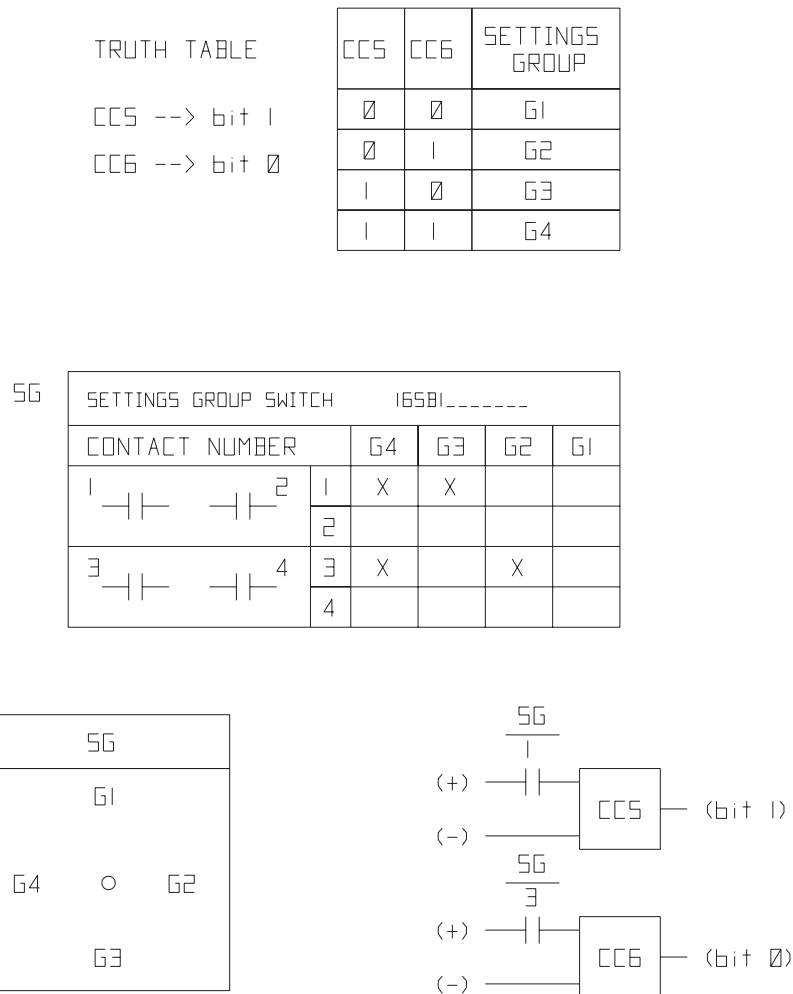 TRUTH TABLE
CC5 --> bit 1
CC6 --> bit 0
CC5 CC6 SETTINGS GROUP
0 0 G1
0 1 G2
1 0 G3
1 1 G4
SG
SETTINGS GROUP SWITCH 16SB1_______
CONTACT NUMBER G4 G3 G2 G1
1 2 1 X X
2
3 4 3 X X
4
SG
G1
G4 G2
G3
SG
1
(+)
CC5 (bit 1)
(-)
SG
3
(+)
CC6 (bit 0)
(-)